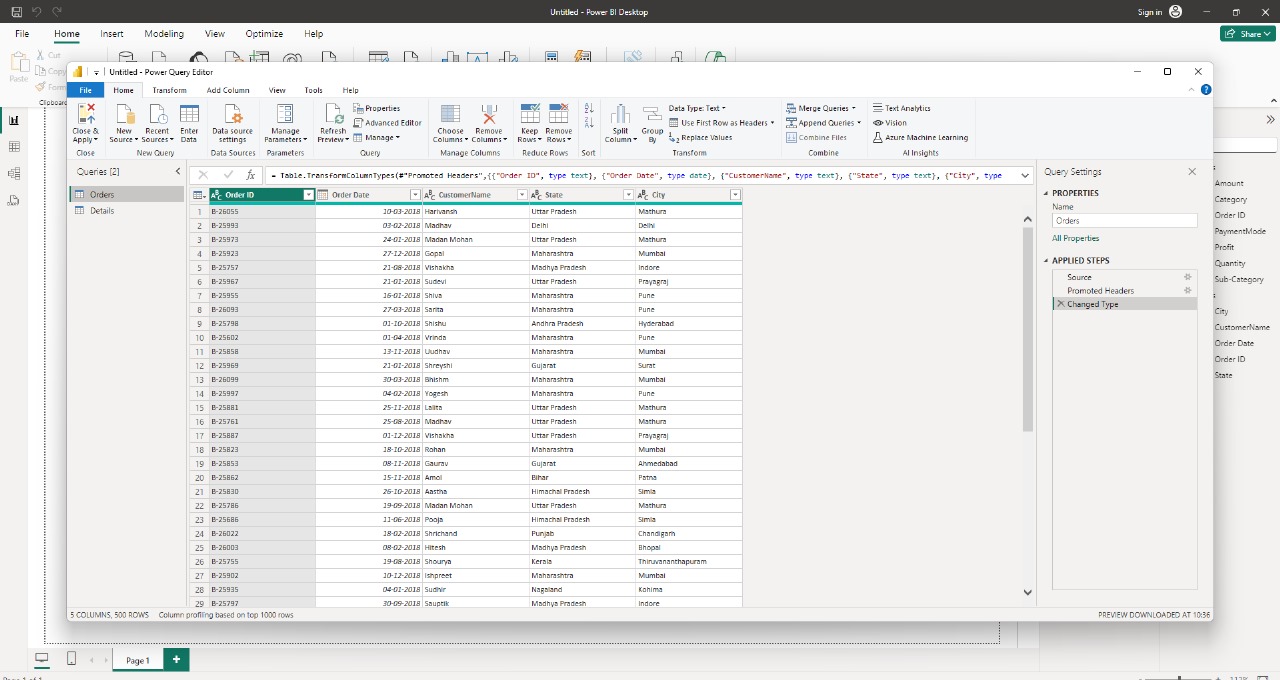 Untitled - Power BI Desktop
Sign in
File Home Insert Modeling View Optimize Help
Share
Paste
Cut
Copy
Clipboard
Untitled - Power Query Editor
File Home Transform Add Column View Tools Help
Close & Apply
Close
New Source
Recent Sources
Enter Data
New Query
Data source settings
Data Sources
Manage Parameters
Parameters
Refresh Preview
Properties
Advanced Editor
Manage
Query
Choose Columns
Remove Columns
Manage Columns
Keep Rows
Remove Rows
Reduce Rows
Sort
Split Column
Group By
Data Type: Text
Use First Row as Headers
Replace Values
Transform
Merge Queries
Append Queries
Combine Files
Combine
Text Analytics
Vision
Azure Machine Learning
AI Insights
Queries [2]
Orders
Details
= Table.TransformColumnTypes(#"Promoted Headers",{{"Order ID", type text}, {"Order Date", type date}, {"CustomerName", type text}, {"State", type text}, {"City", type
Order ID Order Date CustomerName State City
1 B-26055 10-03-2018 Harivansh Uttar Pradesh Mathura
2 B-25993 03-02-2018 Madhav Delhi Delhi
3 B-25973 24-01-2018 Madan Mohan Uttar Pradesh Mathura
4 B-25923 27-12-2018 Gopal Maharashtra Mumbai
5 B-25757 21-08-2018 Vishakha Madhya Pradesh Indore
6 B-25967 21-01-2018 Sudevi Uttar Pradesh Prayagraj
7 B-25955 16-01-2018 Shiva Maharashtra Pune
8 B-26093 27-03-2018 Sarita Maharashtra Pune
9 B-25798 01-10-2018 Shishu Andhra Pradesh Hyderabad
10 B-25602 01-04-2018 Vrinda Maharashtra Pune
11 B-25858 13-11-2018 Uudhav Maharashtra Mumbai
12 B-25969 21-01-2018 Shreyshi Gujarat Surat
13 B-26099 30-03-2018 Bhishm Maharashtra Mumbai
14 B-25997 04-02-2018 Yogesh Maharashtra Pune
15 B-25881 25-11-2018 Lalita Uttar Pradesh Mathura
16 B-25761 25-08-2018 Madhav Uttar Pradesh Mathura
17 B-25887 01-12-2018 Vishakha Uttar Pradesh Prayagraj
18 B-25823 18-10-2018 Rohan Maharashtra Mumbai
19 B-25853 08-11-2018 Gaurav Gujarat Ahmedabad
20 B-25862 15-11-2018 Amol Bihar Patna
21 B-25830 26-10-2018 Aastha Himachal Pradesh Simla
22 B-25786 19-09-2018 Madan Mohan Uttar Pradesh Mathura
23 B-25686 11-06-2018 Pooja Himachal Pradesh Simla
24 B-26022 18-02-2018 Shrichand Punjab Chandigarh
25 B-26003 08-02-2018 Hitesh Madhya Pradesh Bhopal
26 B-25755 19-08-2018 Shourya Kerala Thiruvananthapuram
27 B-25902 10-12-2018 Ishpreet Maharashtra Mumbai
28 B-25935 04-01-2018 Sudhir Nagaland Kohima
29 B-25797 30-09-2018 Sauptik Madhya Pradesh Indore
5 COLUMNS, 500 ROWS Column profiling based on top 1000 rows
PREVIEW DOWNLOADED AT 10:36
Query Settings
PROPERTIES
Name
Orders
All Properties
APPLIED STEPS
Source
Promoted Headers
Changed Type
Amount
Category
Order ID
PaymentMode
Profit
Quantity
Sub-Category
City
CustomerName
Order Date
Order ID
State
Page 1
Page 1 of 1
112%